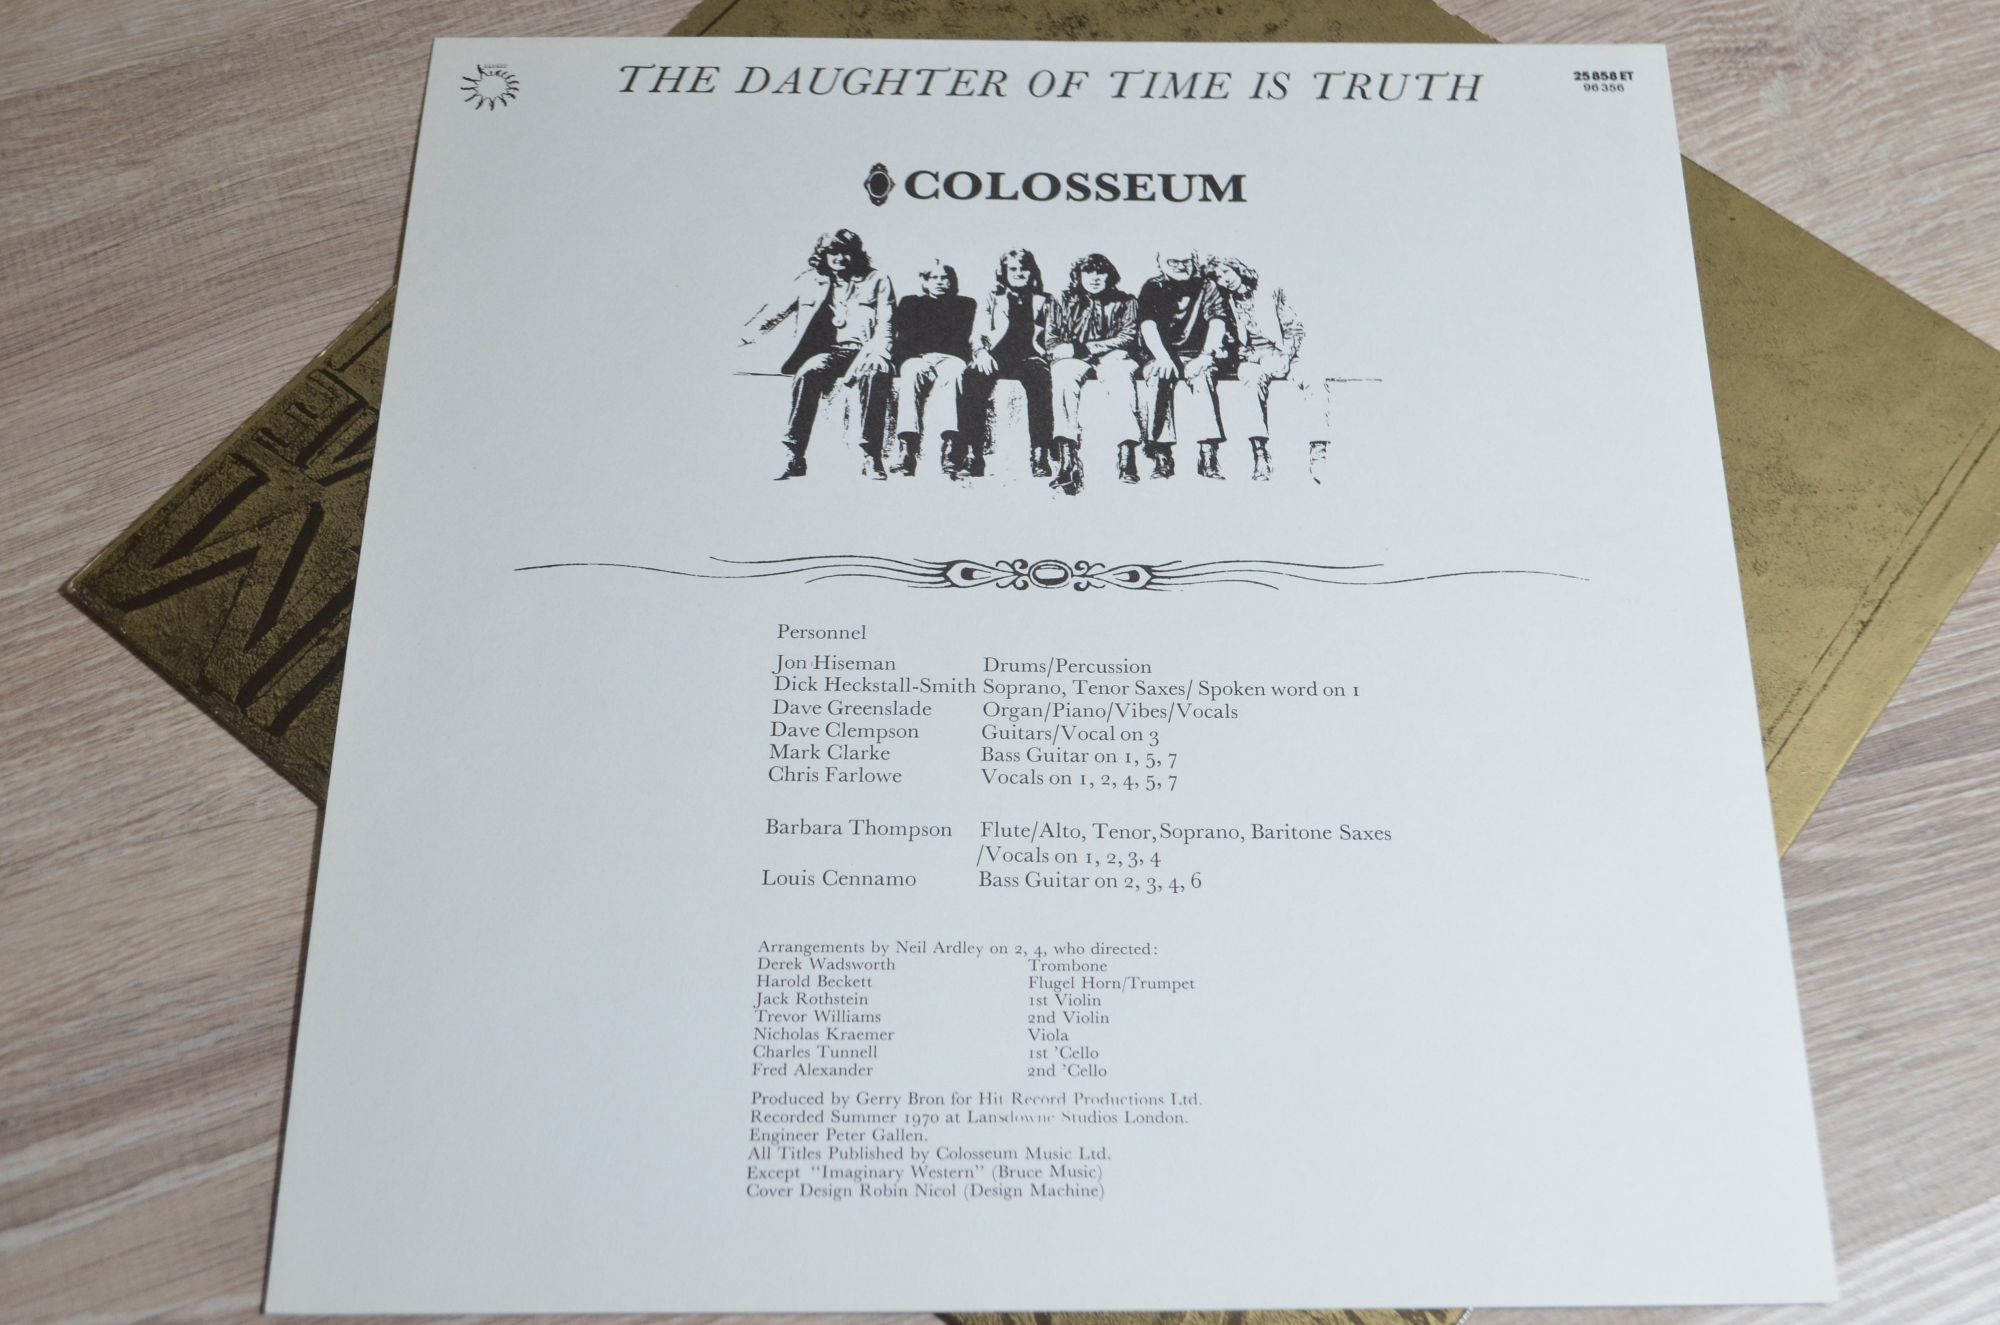 THE DAUGHTER OF TIME IS TRUTH
25 858 ET
96 356
COLOSSEUM
Personnel
Jon Hiseman Drums/Percussion
Dick Heckstall-Smith Soprano, Tenor Saxes/ Spoken word on 1
Dave Greenslade Organ/Piano/Vibes/Vocals
Dave Clempson Guitars/Vocal on 3
Mark Clarke Bass Guitar on 1, 5, 7
Chris Farlowe Vocals on 1, 2, 4, 5, 7
Barbara Thompson Flute/Alto, Tenor, Soprano, Baritone Saxes
/Vocals on 1, 2, 3, 4
Louis Cennamo Bass Guitar on 2, 3, 4, 6
Arrangements by Neil Ardley on 2, 4, who directed:
Derek Wadsworth Trombone
Harold Beckett Flugel Horn/Trumpet
Jack Rothstein 1st Violin
Trevor Williams 2nd Violin
Nicholas Kraemer Viola
Charles Tunnell 1st 'Cello
Fred Alexander 2nd 'Cello
Produced by Gerry Bron for Hit Record Productions Ltd.
Recorded Summer 1970 at Lansdowne Studios London.
Engineer Peter Gallen.
All Titles Published by Colosseum Music Ltd.
Except "Imaginary Western" (Bruce Music)
Cover Design Robin Nicol (Design Machine)